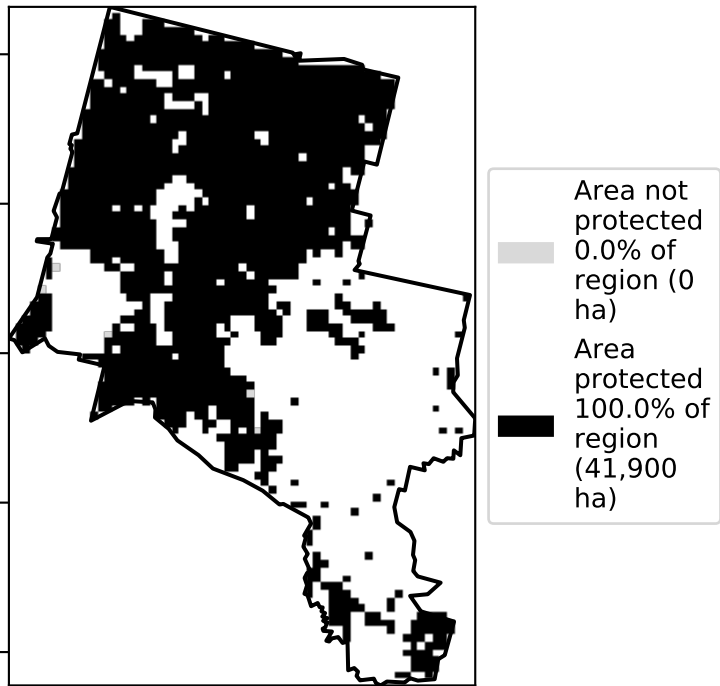 Area not
protected
0.0% of
region (0
ha)
Area
protected
100.0% of
region
(41,900
ha)